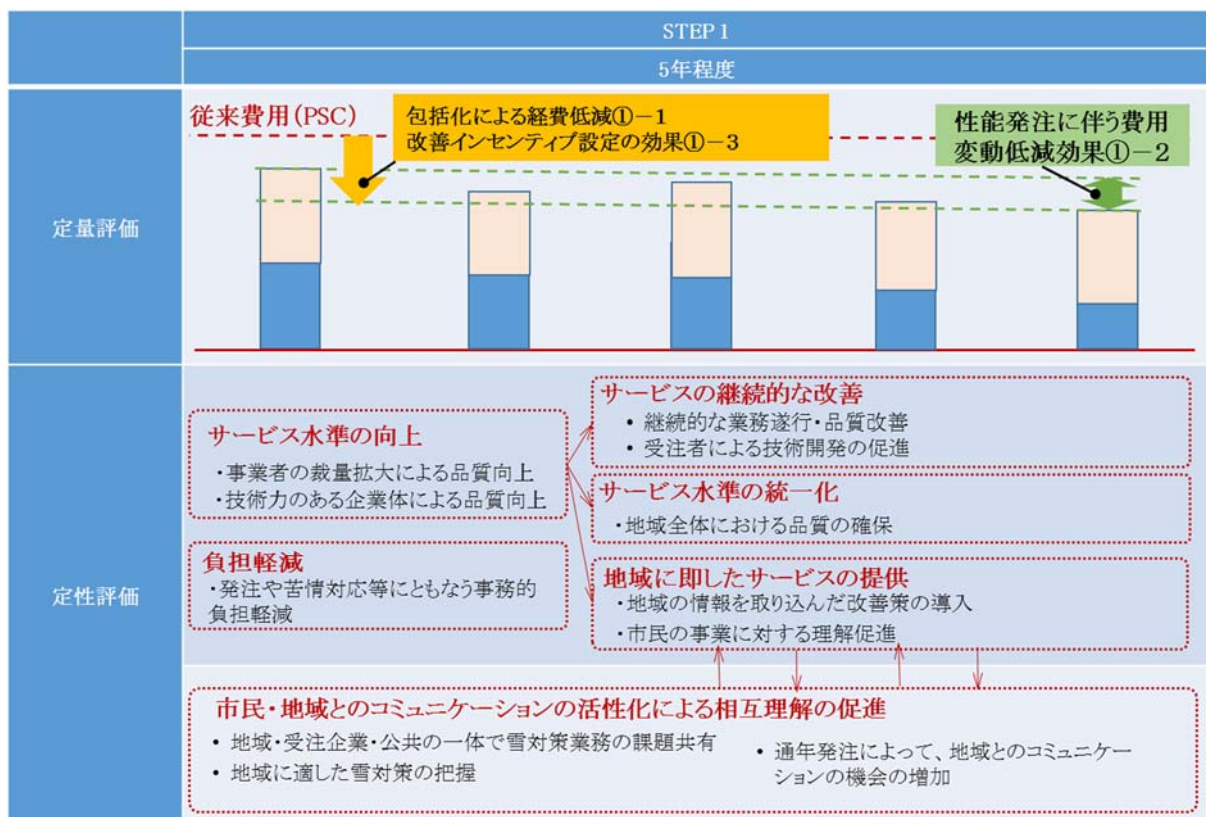 STEP 1
5年程度
定量評価
従来費用(PSC)
包括化による経費低減①-1
改善インセンティブ設定の効果①-3
性能発注に伴う費用
変動低減効果①-2
定性評価
サービス水準の向上
・事業者の裁量拡大による品質向上
・技術力のある企業体による品質向上
負担軽減
・発注や苦情対応等にともなう事務的
負担軽減
サービスの継続的な改善
• 継続的な業務遂行・品質改善
• 受注者による技術開発の促進
サービス水準の統一化
・地域全体における品質の確保
地域に即したサービスの提供
・地域の情報を取り込んだ改善策の導入
・市民の事業に対する理解促進
市民・地域とのコミュニケーションの活性化による相互理解の促進
• 地域・受注企業・公共の一体で雪対策業務の課題共有
• 地域に適した雪対策の把握
• 通年発注によって、地域とのコミュニケー
ションの機会の増加